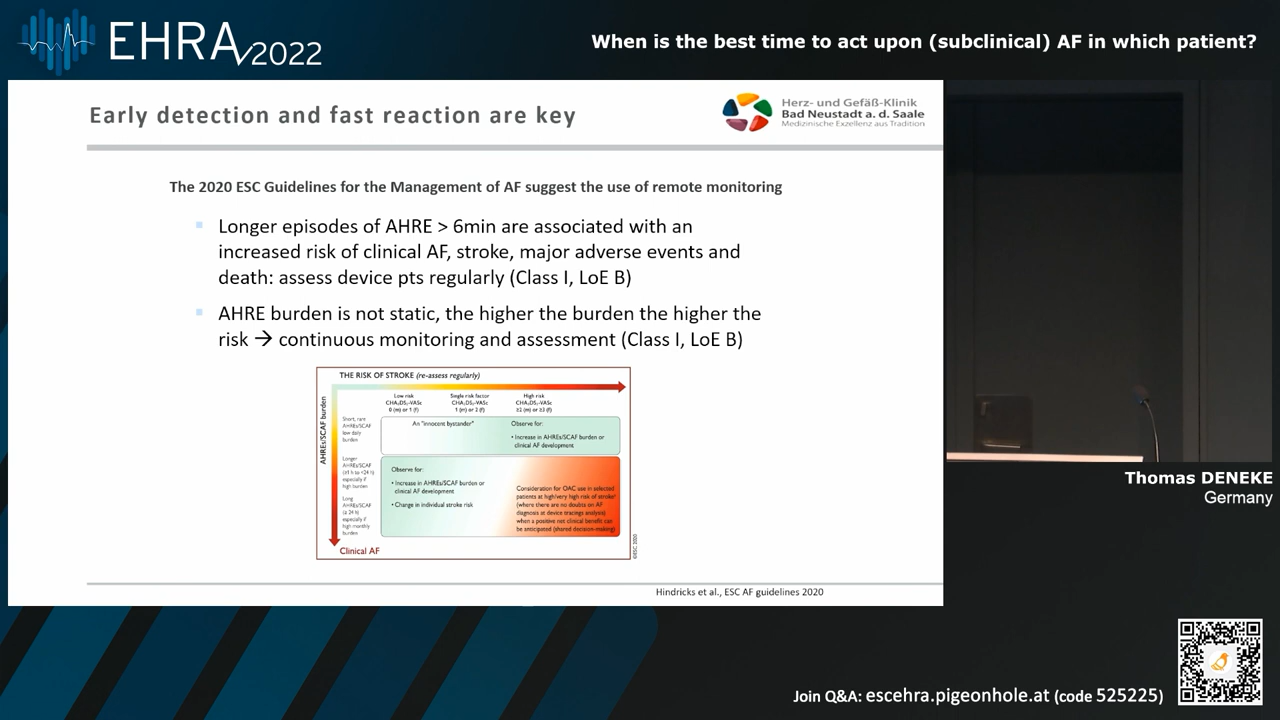 EHRA 2022
When is the best time to act upon (subclinical) AF in which patient?
Early detection and fast reaction are key
Herz- und Gefäß-Klinik
Bad Neustadt a. d. Saale
Medizinische Exzellenz aus Tradition
The 2020 ESC Guidelines for the Management of AF suggest the use of remote monitoring
Longer episodes of AHRE > 6min are associated with an
increased risk of clinical AF, stroke, major adverse events and
death: assess device pts regularly (Class I, LoE B)
AHRE burden is not static, the higher the burden the higher the
risk → continuous monitoring and assessment (Class I, LoE B)
THE RISK OF STROKE (re-assess regularly)
Low risk
CHA₂DS₂-VASc
0 (m) or 1 (f)
Single risk factor
CHA₂DS₂-VASc
1 (m) or 2 (f)
High risk
CHA₂DS₂-VASc
≥2 (m) or ≥3 (f)
AHREs/SCAF burden
Short, rare
AHREs/SCAF
low daily
burden
An "innocent bystander"
Observe for:
• Increase in AHREs/SCAF burden or
clinical AF development
Longer
AHREs/SCAF
(>1 h to <24 h)
especially if
high burden
Long
AHREs/SCAF
(≥ 24 h)
especially if
high monthly
burden
Observe for:
• Increase in AHREs/SCAF burden or
clinical AF development
• Change in individual stroke risk
Consideration for OAC use in selected
patients at high/very high risk of stroke
(where there are no doubts on AF
diagnosis at device tracings analysis)
when a positive net clinical benefit can
be anticipated (shared decision-making)
Clinical AF
©ESC 2020
Hindricks et al., ESC AF guidelines 2020
Thomas DENEKE
Germany
Join Q&A: escehra.pigeonhole.at (code 525225)